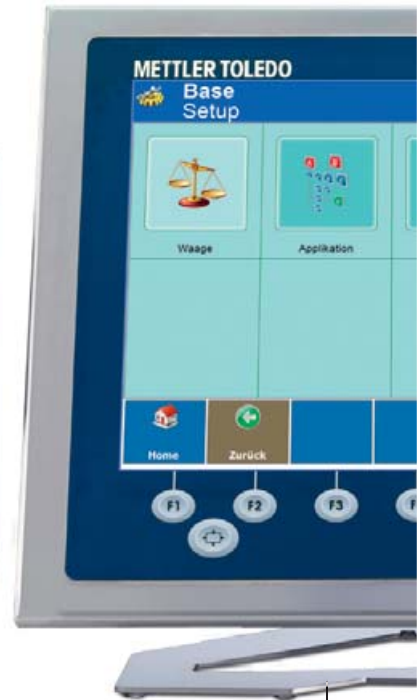 METTLER TOLEDO
Base
Setup
Waage
Applikation
Home
Zurück
F1
F2
F3
F